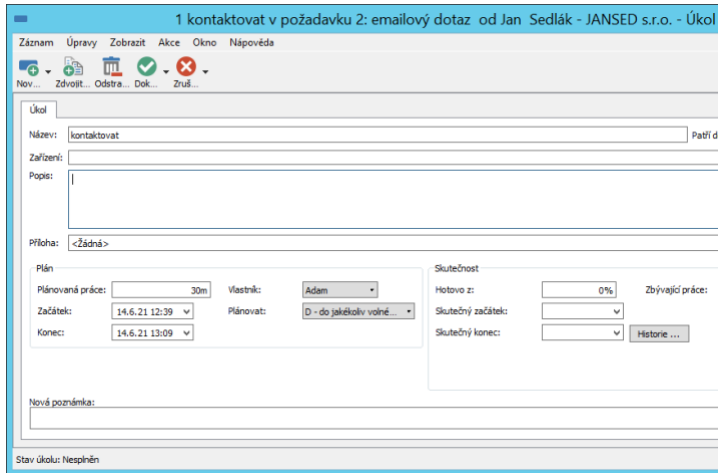 1 kontaktovat v požadavku 2: emailový dotaz od Jan Sedlák - JANSED s.r.o. - Úkol
Záznam Úpravy Zobrazit Akce Okno Nápověda
Nov... Zdvojit... Odstra... Dok... Zruš...
Úkol
Název: kontaktovat Patří d
Zařízení:
Popis:
Příloha: <Žádná>
Plán Skutečnost
Plánovaná práce: 30m Vlastník: Adam Hotovo z: 0% Zbývající práce:
Začátek: 14.6.21 12:39 Plánovat: D - do jakékoliv volné... Skutečný začátek:
Konec: 14.6.21 13:09 Skutečný konec: Historie ...
Nová poznámka:
Stav úkolu: Nesplněn